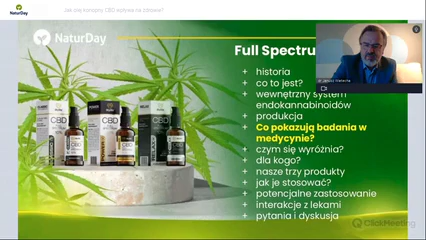 NaturDay
Jak olej konopny CBD wpływa na zdrowie?
NaturDay
Full Spectru
+ historia
+ co to jest?
+ wewnętrzny system
endokannabinoidów
+ produkcja
+ Co pokazują badania w
medycynie?
+ czym się wyróżnia?
+ dla kogo?
+ nasze trzy produkty
+ jak je stosować?
+ potencjalne zastosowanie
+ interakcje z lekami
+ pytania i dyskusja
CBD
CBD
CBD
ClickMeeting